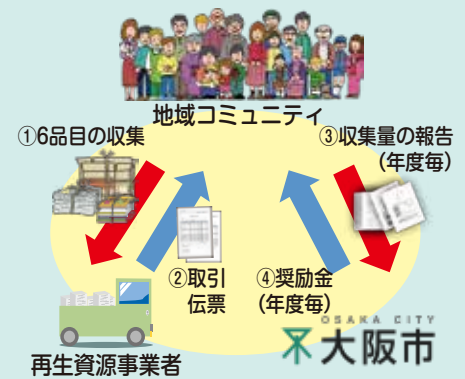 地域コミュニティ
①6品目の収集
③収集量の報告
(年度毎)
②取引
伝票
④奨励金
(年度毎)
OSAKA CITY
大阪市
再生資源事業者